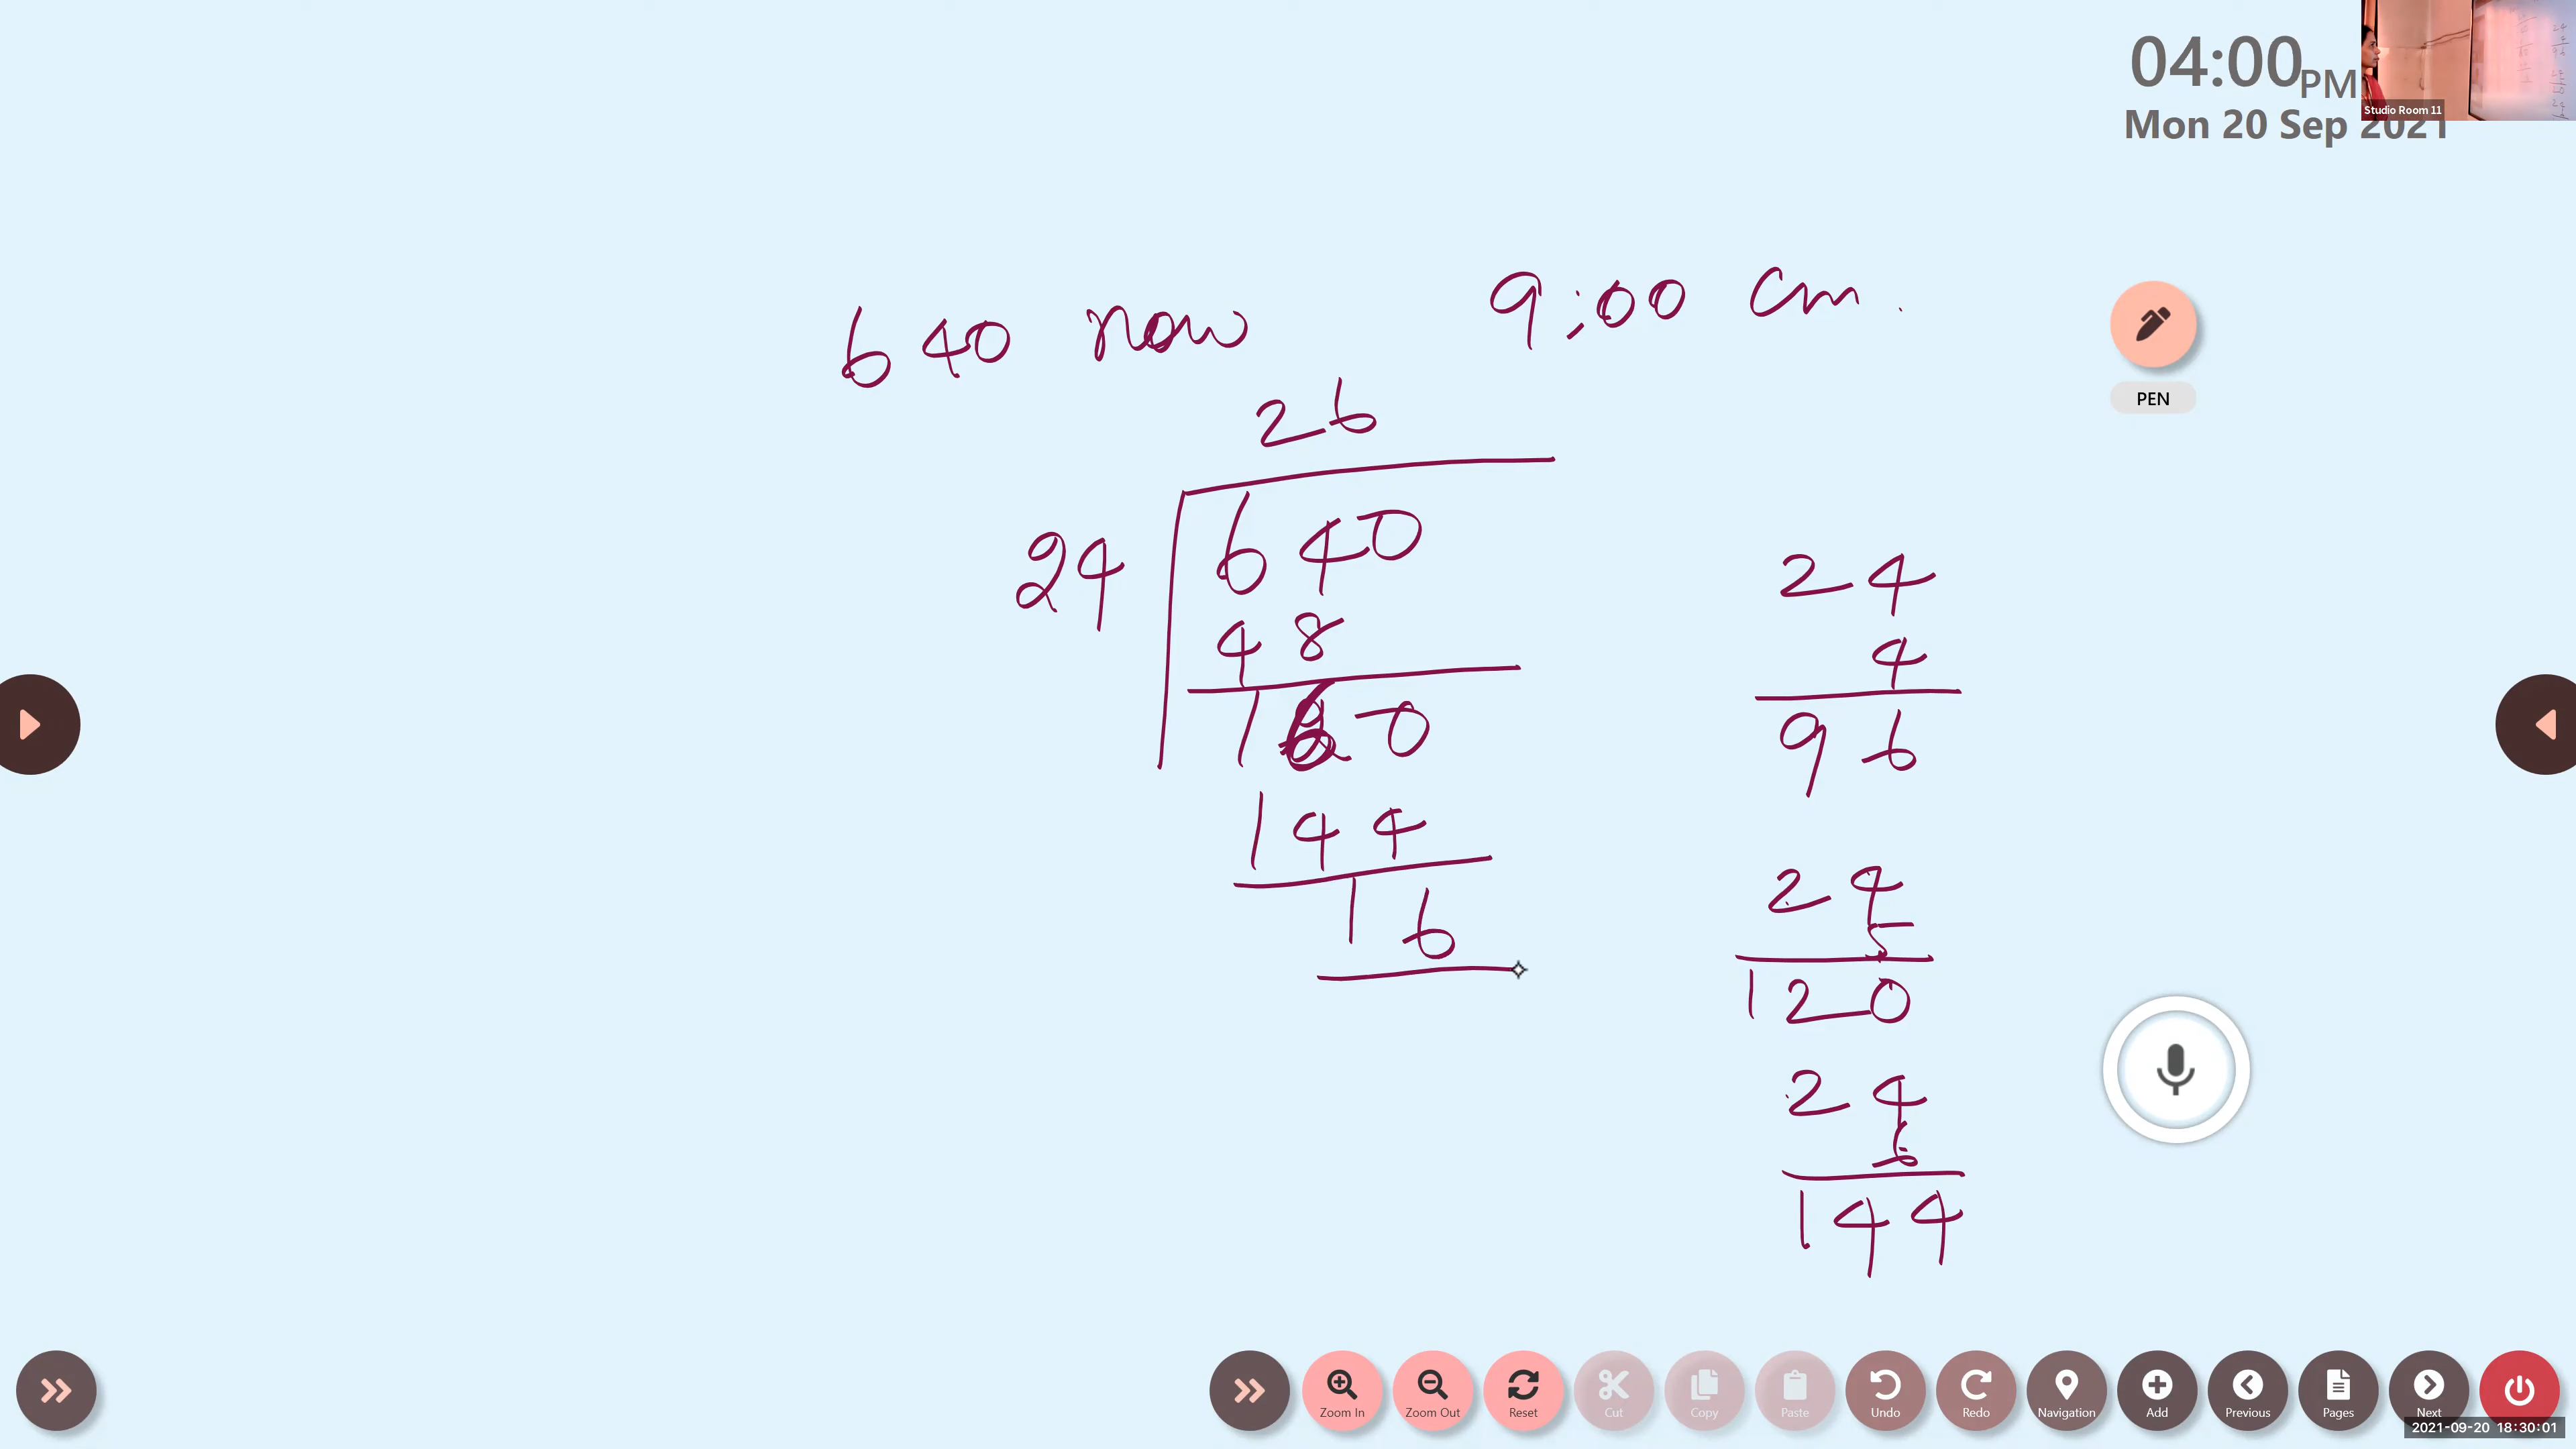 04:00PM
Studio Room 11
Mon 20 Sep 2021
640 now 9:00 am.
PEN
26
24 640
48
160
144
16
24
4
96
24
5
120
24
6
144
Zoom In Zoom Out Reset Cut Copy Paste Undo Redo Navigation Add Previous Pages Next
2021-09-20 18:30:01